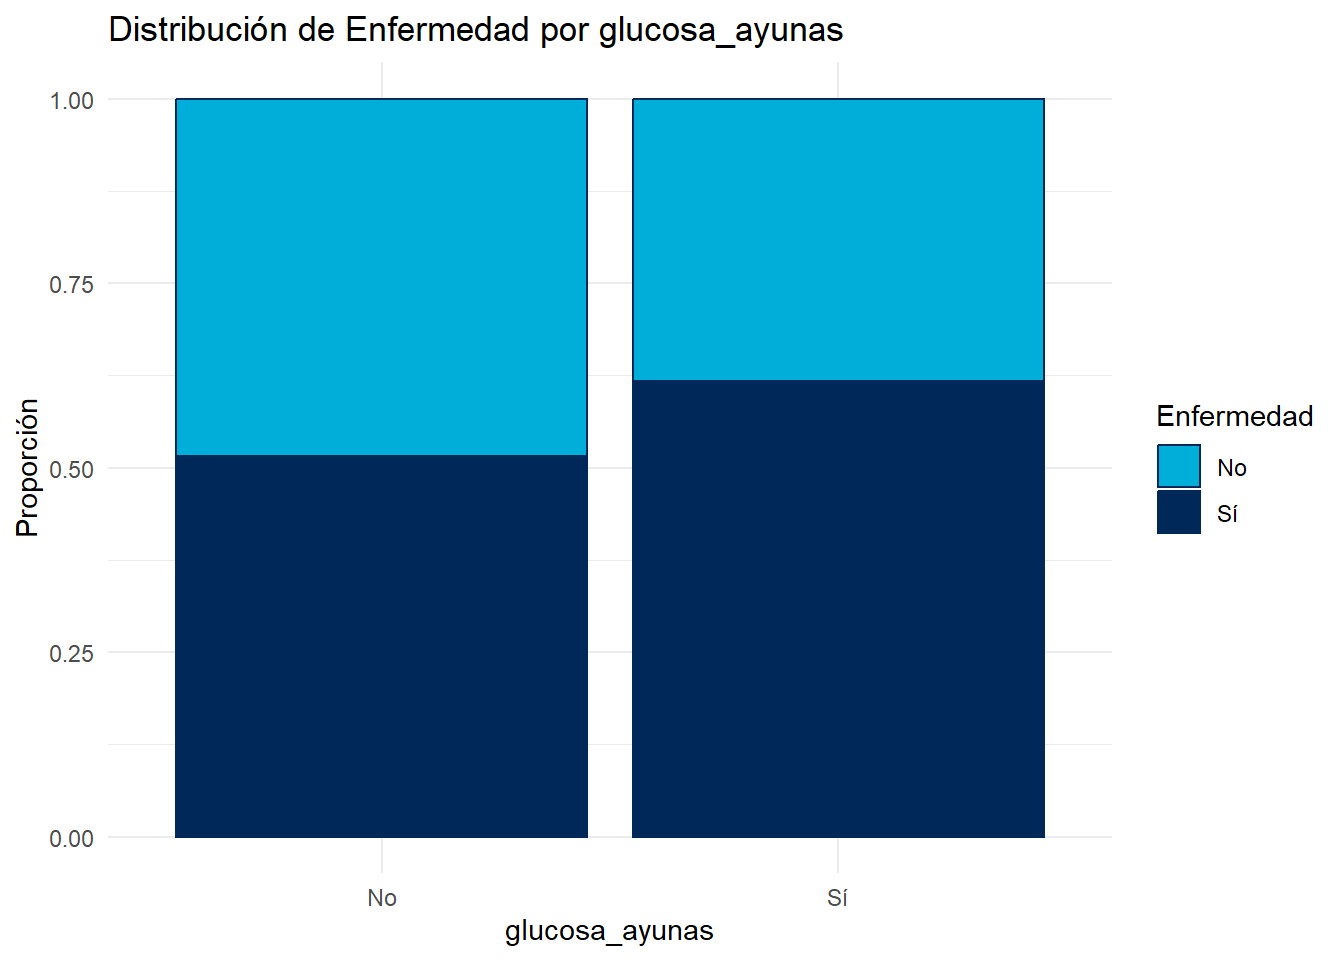 Distribución de Enfermedad por glucosa_ayunas
1.00
0.75
0.50
0.25
0.00
Proporción
No
Sí
glucosa_ayunas
Enfermedad
No
Sí